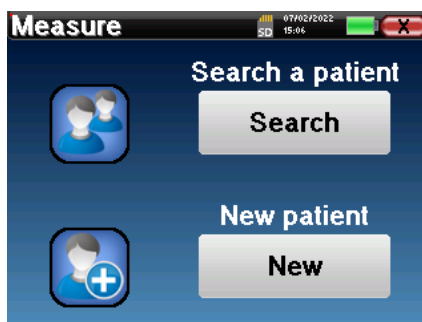 Measure
SD
07/02/2022
15:06
X
Search a patient
Search
New patient
New